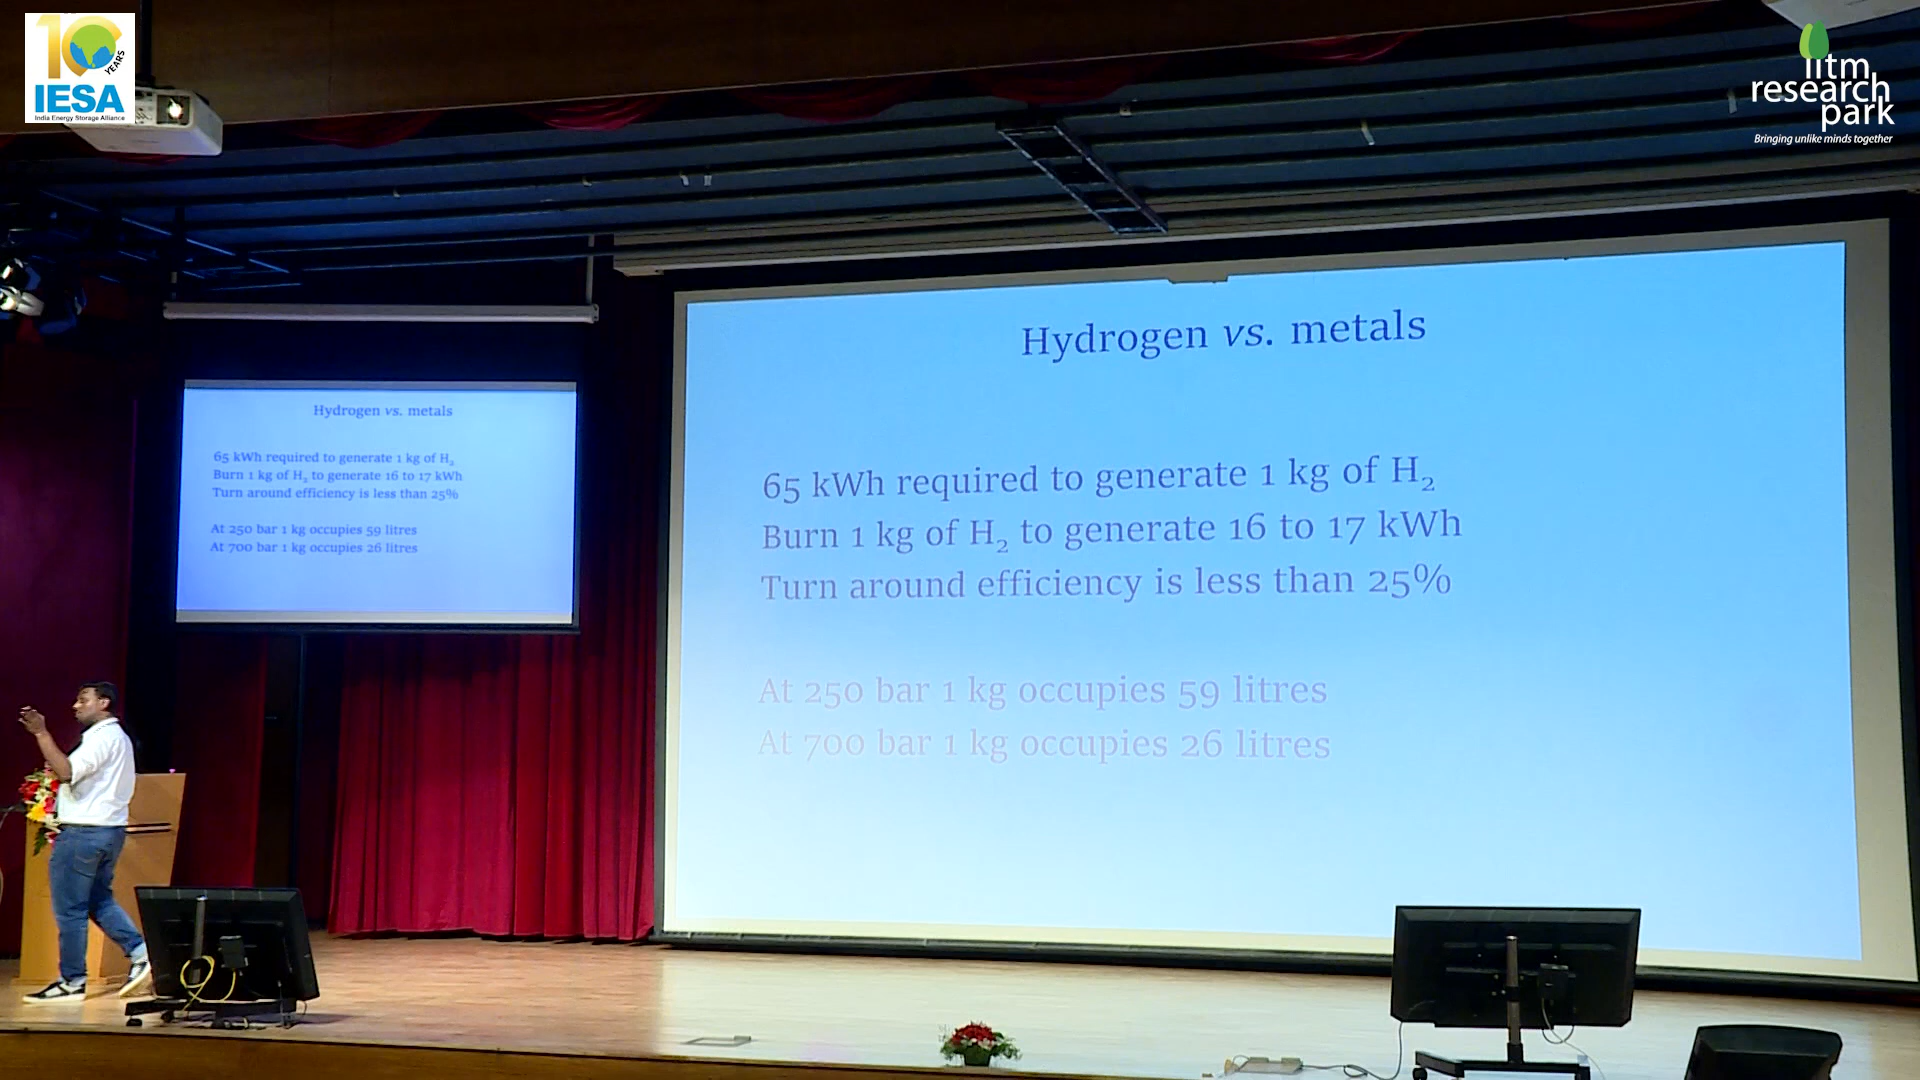 10 YEARS
IESA
India Energy Storage Alliance
iitm
research
park
Bringing unlike minds together
Hydrogen vs. metals
65 kWh required to generate 1 kg of H₂
Burn 1 kg of H₂ to generate 16 to 17 kWh
Turn around efficiency is less than 25%
At 250 bar 1 kg occupies 59 litres
At 700 bar 1 kg occupies 26 litres
Hydrogen vs. metals
65 kWh required to generate 1 kg of H₂
Burn 1 kg of H₂ to generate 16 to 17 kWh
Turn around efficiency is less than 25%
At 250 bar 1 kg occupies 59 litres
At 700 bar 1 kg occupies 26 litres